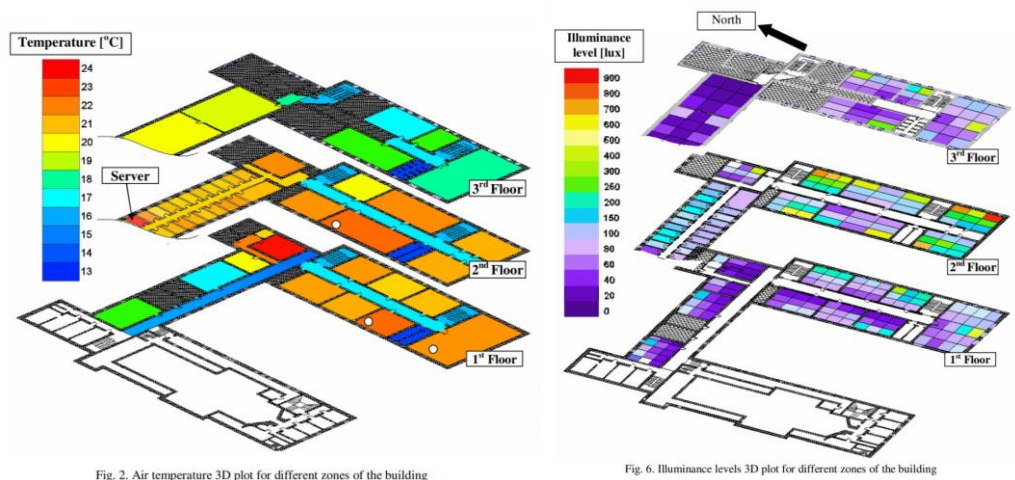 Temperature [°C]
24
23
22
21
20
19
18
17
16
15
14
13
Server
3rd Floor
2nd Floor
1st Floor
Fig. 2. Air temperature 3D plot for different zones of the building
North
Illuminance
level [lux]
900
800
700
600
500
400
300
260
200
150
100
80
60
40
20
0
3rd Floor
2nd Floor
1st Floor
Fig. 6. Illuminance levels 3D plot for different zones of the building